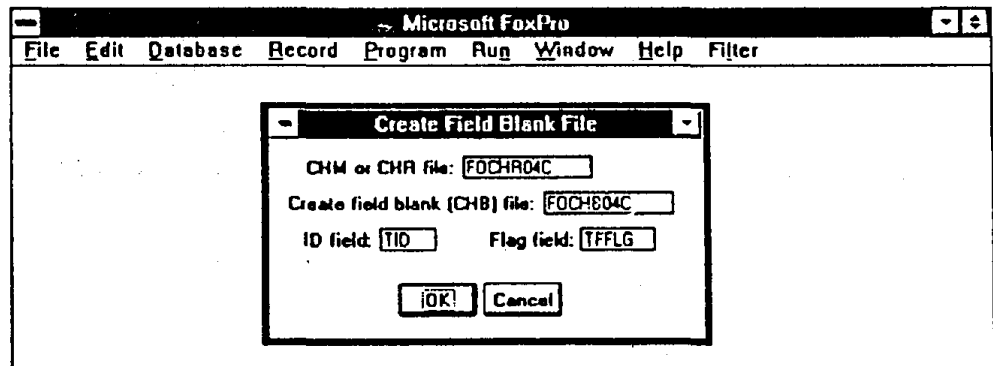 Microsoft FoxPro
File Edit Database Record Program Run Window Help Filter
Create Field Blank File
CHM or CHR file: FOCHR04C
Create field blank (CHB) file: FOCHB04C
ID field: TID Flag field: TFFLG
OK Cancel